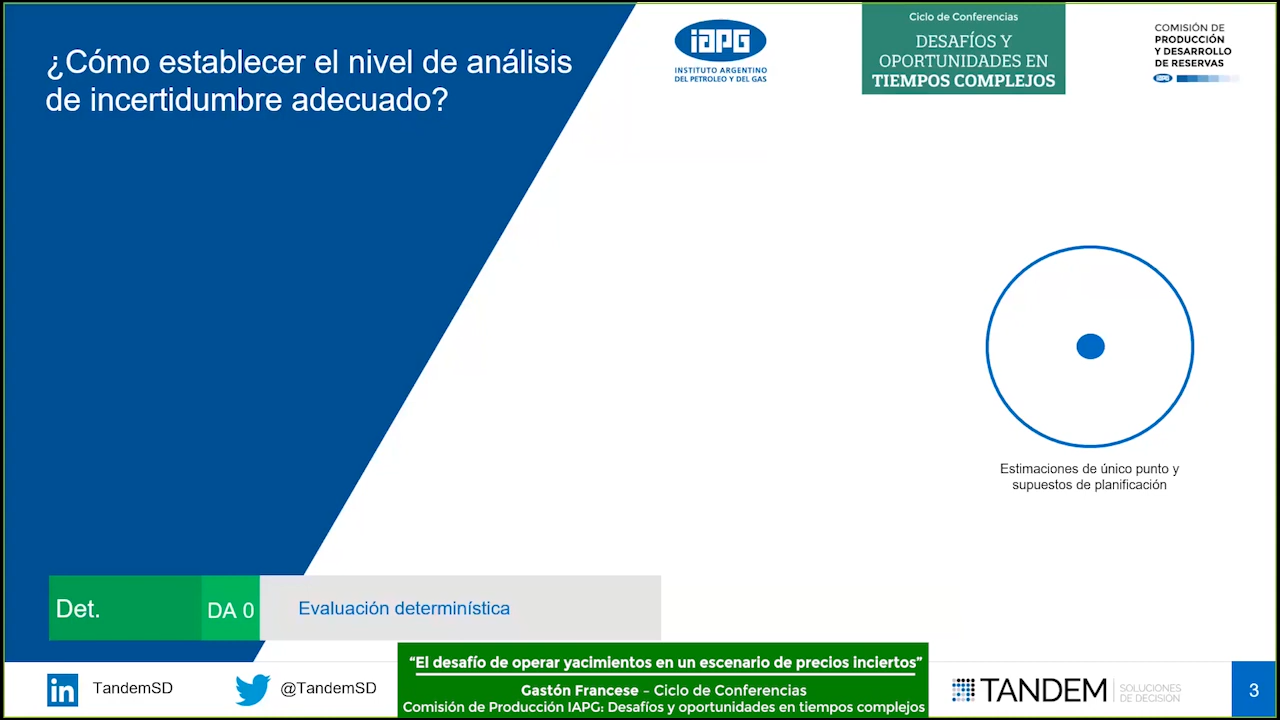 ¿Cómo establecer el nivel de análisis
de incertidumbre adecuado?
iAPG
INSTITUTO ARGENTINO
DEL PETROLEO Y DEL GAS
Ciclo de Conferencias
DESAFÍOS Y
OPORTUNIDADES EN
TIEMPOS COMPLEJOS
COMISIÓN DE
PRODUCCIÓN
Y DESARROLLO
DE RESERVAS
iAPG
Estimaciones de único punto y
supuestos de planificación
Det.
DA 0
Evaluación determinística
“El desafío de operar yacimientos en un escenario de precios inciertos”
Gastón Francese – Ciclo de Conferencias
Comisión de Producción IAPG: Desafíos y oportunidades en tiempos complejos
in
TandemSD
@TandemSD
TANDEM
SOLUCIONES
DE DECISIÓN
3